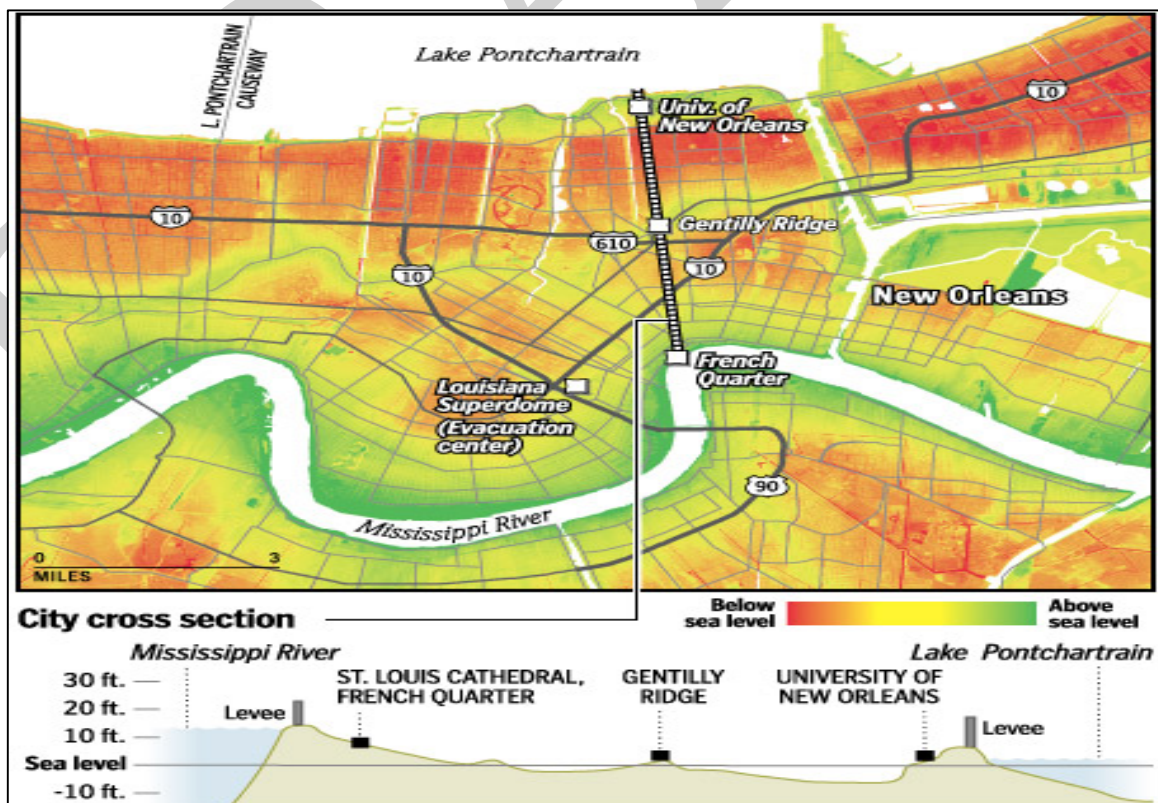 L. PONTCHARTRAIN
CAUSEWAY
Lake Pontchartrain
10
Univ. of
New Orleans
10
Gentilly Ridge
610
10
10
New Orleans
French
Quarter
Louisiana
Superdome
(Evacuation
center)
90
Mississippi River
0 3
MILES
City cross section
Below
sea level
Above
sea level
Mississippi River
Lake Pontchartrain
30 ft.
20 ft.
10 ft.
Sea level
-10 ft.
Levee
ST. LOUIS CATHEDRAL,
FRENCH QUARTER
GENTILLY
RIDGE
UNIVERSITY OF
NEW ORLEANS
Levee